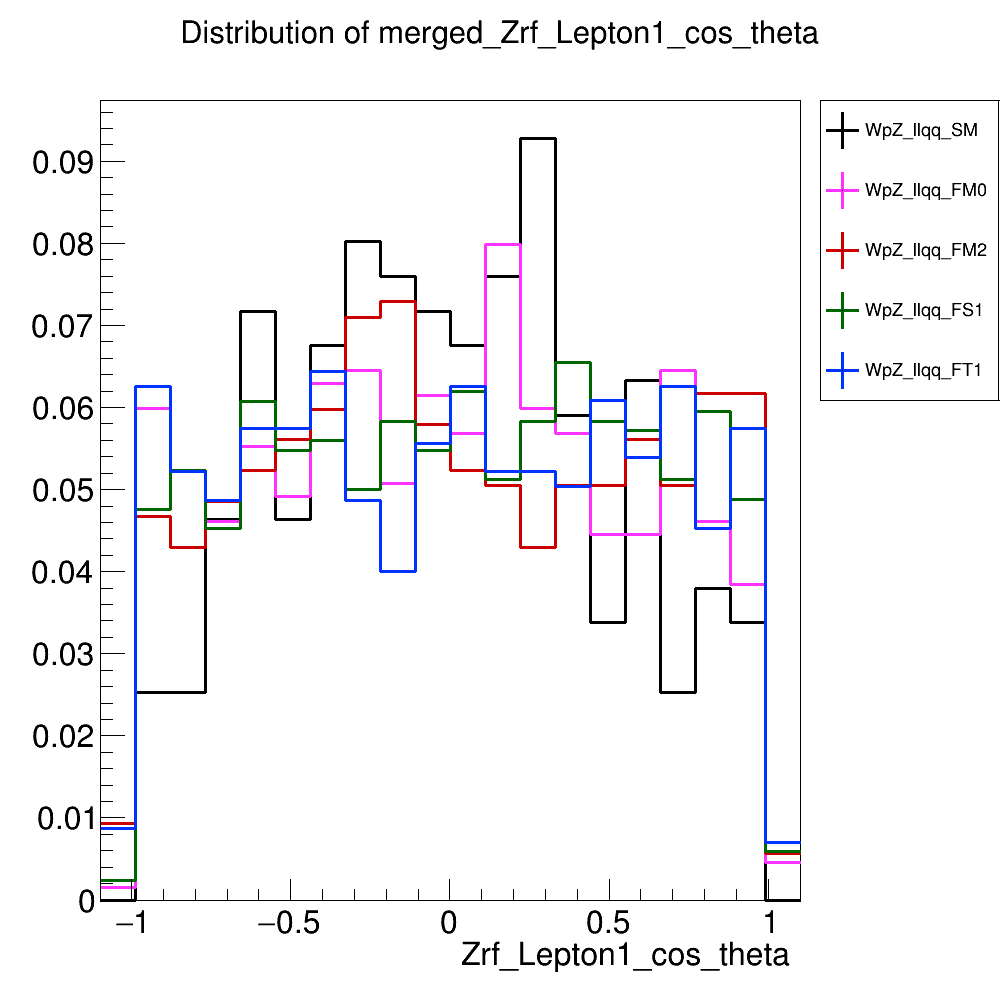 Distribution of merged_Zrf_Lepton1_cos_theta
WpZ_llqq_SM
WpZ_llqq_FM0
WpZ_llqq_FM2
WpZ_llqq_FS1
WpZ_llqq_FT1
0.09
0.08
0.07
0.06
0.05
0.04
0.03
0.02
0.01
0
−1 −0.5 0 0.5 1
Zrf_Lepton1_cos_theta